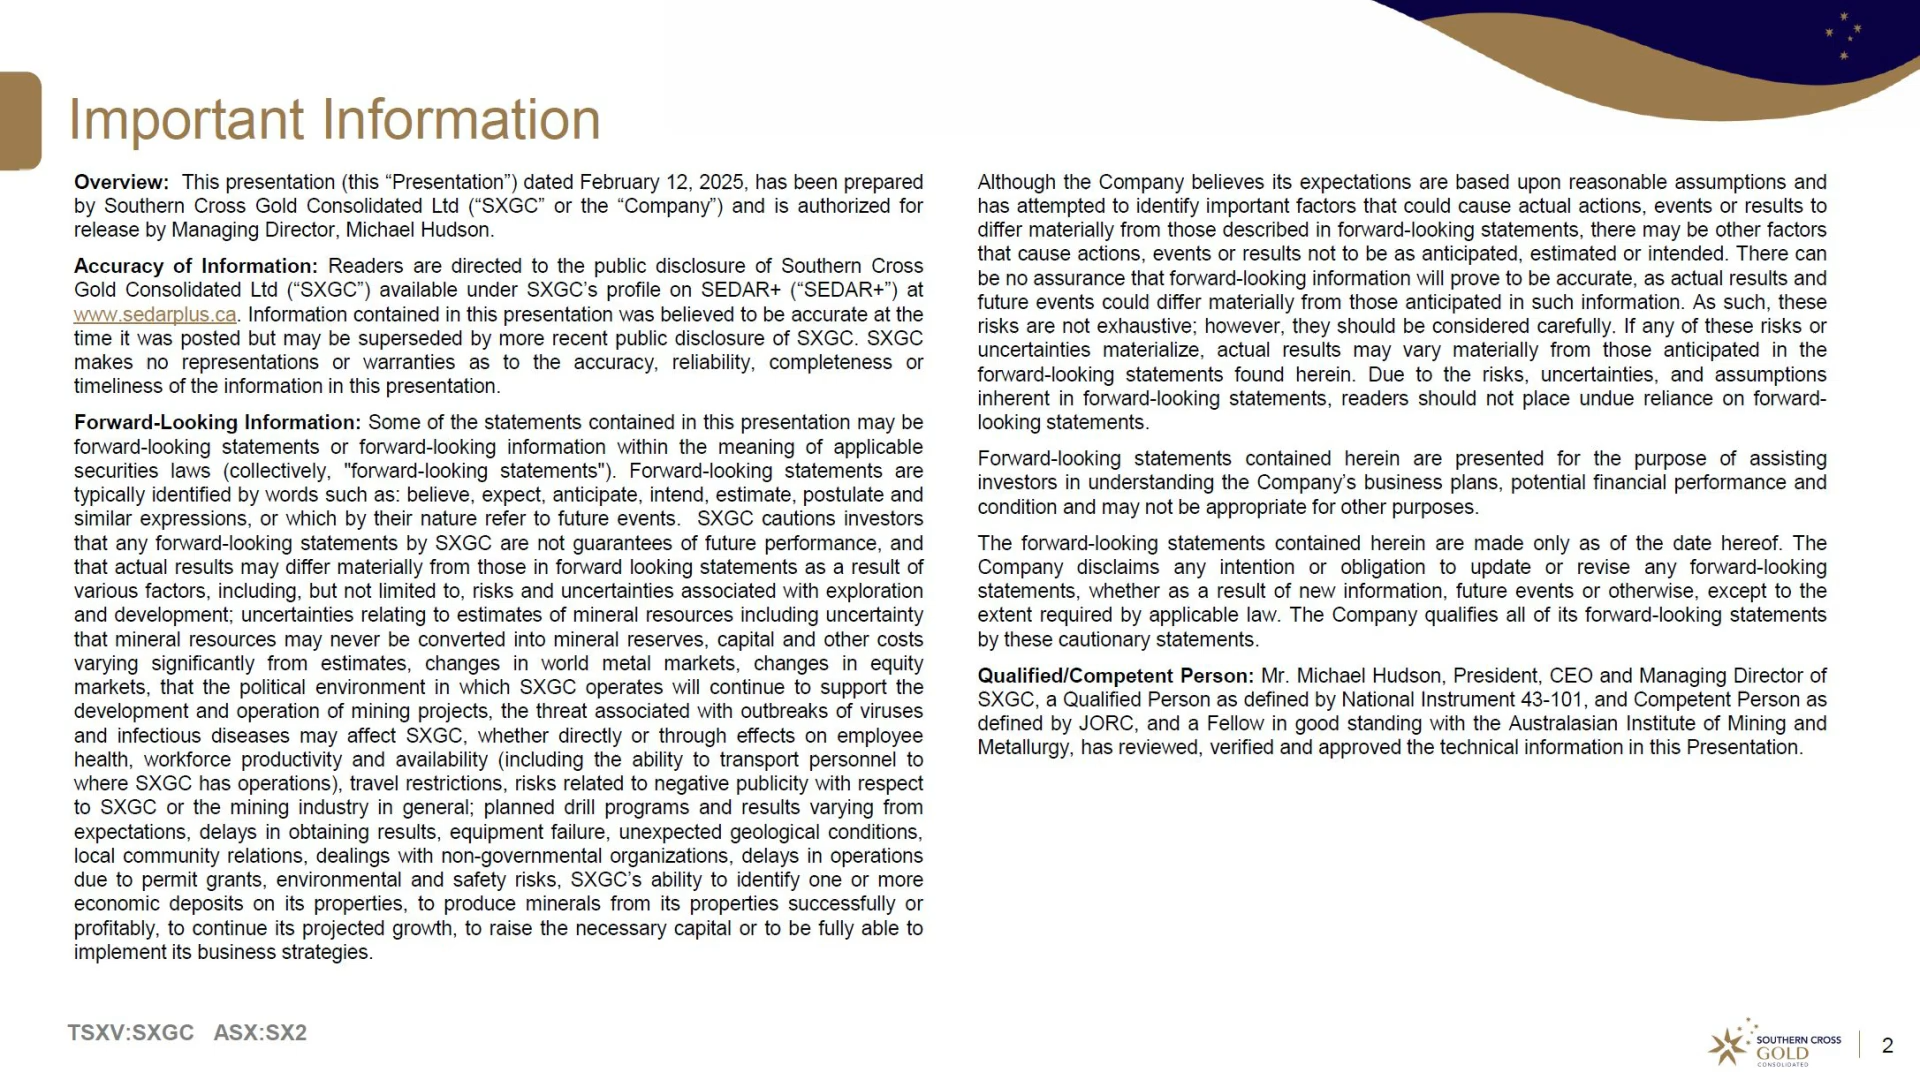 Important Information
Overview: This presentation (this “Presentation”) dated February 12, 2025, has been prepared
by Southern Cross Gold Consolidated Ltd (“SXGC” or the “Company”) and is authorized for
release by Managing Director, Michael Hudson.
Accuracy of Information: Readers are directed to the public disclosure of Southern Cross
Gold Consolidated Ltd (“SXGC”) available under SXGC’s profile on SEDAR+ (“SEDAR+”) at
www.sedarplus.ca. Information contained in this presentation was believed to be accurate at the
time it was posted but may be superseded by more recent public disclosure of SXGC. SXGC
makes no representations or warranties as to the accuracy, reliability, completeness or
timeliness of the information in this presentation.
Forward-Looking Information: Some of the statements contained in this presentation may be
forward-looking statements or forward-looking information within the meaning of applicable
securities laws (collectively, "forward-looking statements"). Forward-looking statements are
typically identified by words such as: believe, expect, anticipate, intend, estimate, postulate and
similar expressions, or which by their nature refer to future events. SXGC cautions investors
that any forward-looking statements by SXGC are not guarantees of future performance, and
that actual results may differ materially from those in forward looking statements as a result of
various factors, including, but not limited to, risks and uncertainties associated with exploration
and development; uncertainties relating to estimates of mineral resources including uncertainty
that mineral resources may never be converted into mineral reserves, capital and other costs
varying significantly from estimates, changes in world metal markets, changes in equity
markets, that the political environment in which SXGC operates will continue to support the
development and operation of mining projects, the threat associated with outbreaks of viruses
and infectious diseases may affect SXGC, whether directly or through effects on employee
health, workforce productivity and availability (including the ability to transport personnel to
where SXGC has operations), travel restrictions, risks related to negative publicity with respect
to SXGC or the mining industry in general; planned drill programs and results varying from
expectations, delays in obtaining results, equipment failure, unexpected geological conditions,
local community relations, dealings with non-governmental organizations, delays in operations
due to permit grants, environmental and safety risks, SXGC’s ability to identify one or more
economic deposits on its properties, to produce minerals from its properties successfully or
profitably, to continue its projected growth, to raise the necessary capital or to be fully able to
implement its business strategies.
Although the Company believes its expectations are based upon reasonable assumptions and
has attempted to identify important factors that could cause actual actions, events or results to
differ materially from those described in forward-looking statements, there may be other factors
that cause actions, events or results not to be as anticipated, estimated or intended. There can
be no assurance that forward-looking information will prove to be accurate, as actual results and
future events could differ materially from those anticipated in such information. As such, these
risks are not exhaustive; however, they should be considered carefully. If any of these risks or
uncertainties materialize, actual results may vary materially from those anticipated in the
forward-looking statements found herein. Due to the risks, uncertainties, and assumptions
inherent in forward-looking statements, readers should not place undue reliance on forward-
looking statements.
Forward-looking statements contained herein are presented for the purpose of assisting
investors in understanding the Company’s business plans, potential financial performance and
condition and may not be appropriate for other purposes.
The forward-looking statements contained herein are made only as of the date hereof. The
Company disclaims any intention or obligation to update or revise any forward-looking
statements, whether as a result of new information, future events or otherwise, except to the
extent required by applicable law. The Company qualifies all of its forward-looking statements
by these cautionary statements.
Qualified/Competent Person: Mr. Michael Hudson, President, CEO and Managing Director of
SXGC, a Qualified Person as defined by National Instrument 43-101, and Competent Person as
defined by JORC, and a Fellow in good standing with the Australasian Institute of Mining and
Metallurgy, has reviewed, verified and approved the technical information in this Presentation.
TSXV:SXGC ASX:SX2
SOUTHERN CROSS
GOLD
CONSOLIDATED
2